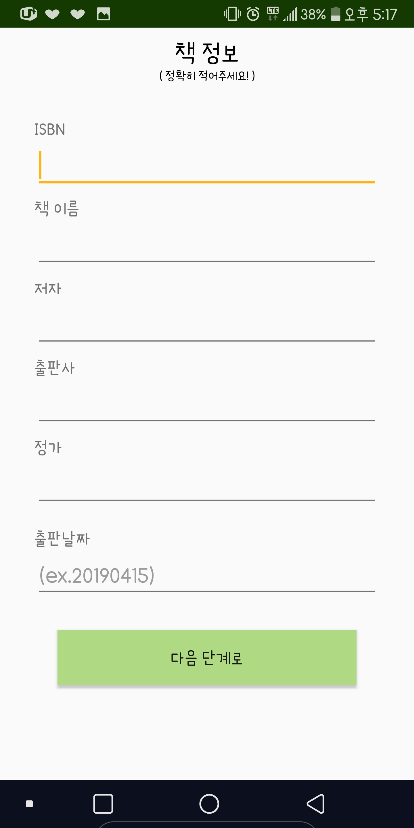 U+ 38% 오후 5:17
책 정보
( 정확히 적어주세요! )
ISBN
책 이름
저자
출판사
정가
출판날짜
(ex.20190415)
다음 단계로